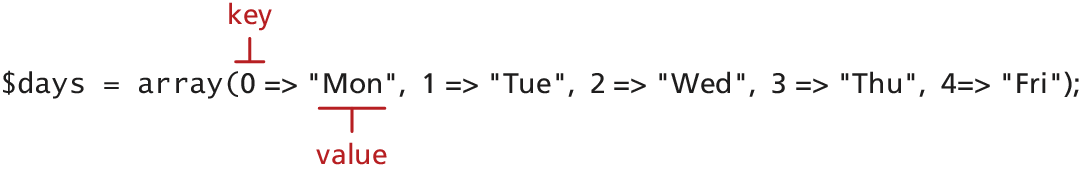 key
$days = array(0 => "Mon", 1 => "Tue", 2 => "Wed", 3 => "Thu", 4=> "Fri");
value